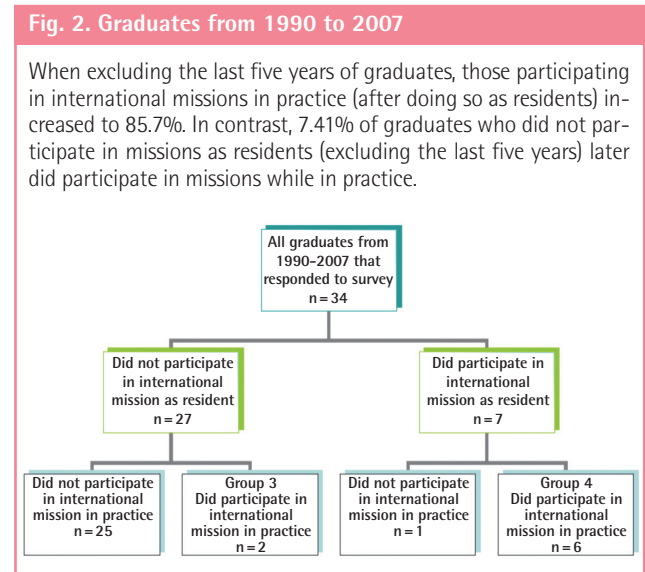 Fig. 2. Graduates from 1990 to 2007
When excluding the last five years of graduates, those participating
in international missions in practice (after doing so as residents) in-
creased to 85.7%. In contrast, 7.41% of graduates who did not par-
ticipate in missions as residents (excluding the last five years) later
did participate in missions while in practice.
All graduates from
1990-2007 that
responded to survey
n=34
Did not participate
in international
mission as resident
n=27
Did participate in
international
mission as resident
n=7
Did not participate
in international
mission in practice
n=25
Group 3
Did participate in
international
mission in practice
n=2
Did not participate
in international
mission in practice
n=1
Group 4
Did participate in
international
mission in practice
n=6